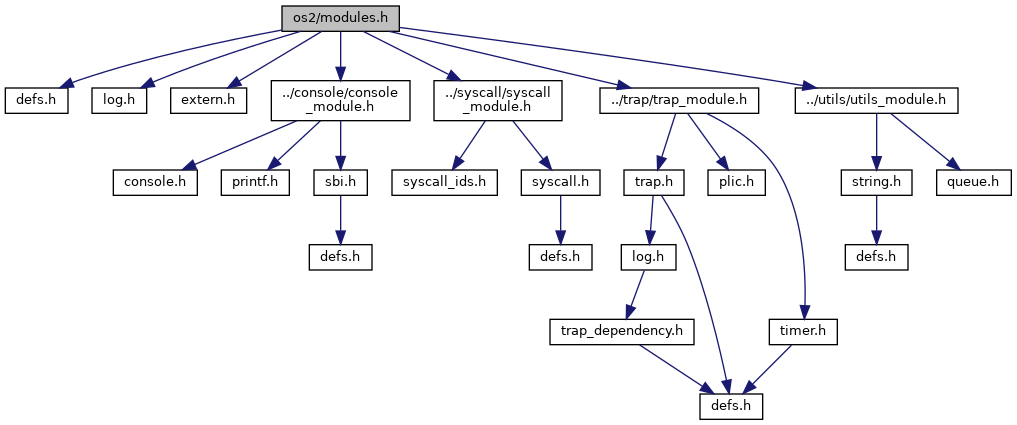 os2/modules.h
defs.h
log.h
extern.h
../console/console
_module.h
../syscall/syscall
_module.h
../trap/trap_module.h
../utils/utils_module.h
console.h
printf.h
sbi.h
syscall_ids.h
syscall.h
trap.h
plic.h
string.h
queue.h
defs.h
defs.h
log.h
defs.h
trap_dependency.h
timer.h
defs.h